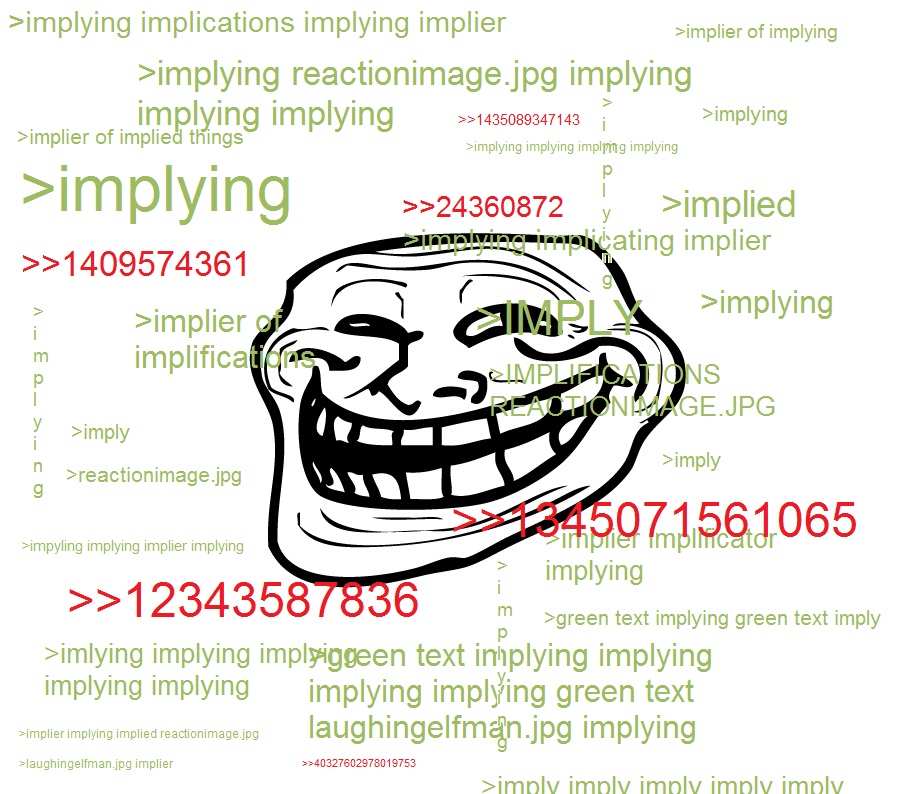 >implying implications implying implier
>implier of implying
>implying reactionimage.jpg implying
implying implying
>>1435089347143
>implying
>implying
>implier of implied things
>implying implying implying implying
>implying
>>24360872
>implied
>implying implicating implier
>>1409574361
>implying
>implier of
implifications
>IMPLY
>implying
>IMPLIFICATIONS
REACTIONIMAGE.JPG
>imply
>reactionimage.jpg
>imply
>>1345071561065
>implier implificator
implying
>impyling implying implier implying
>implying
>>12343587836
>green text implying green text imply
>imlying implying implying
implying implying
>green text implying implying
implying implying green text
laughingelfman.jpg implying
>implier implying implied reactionimage.jpg
>laughingelfman.jpg implier
>>40327602978019753
>imply imply imply imply imply